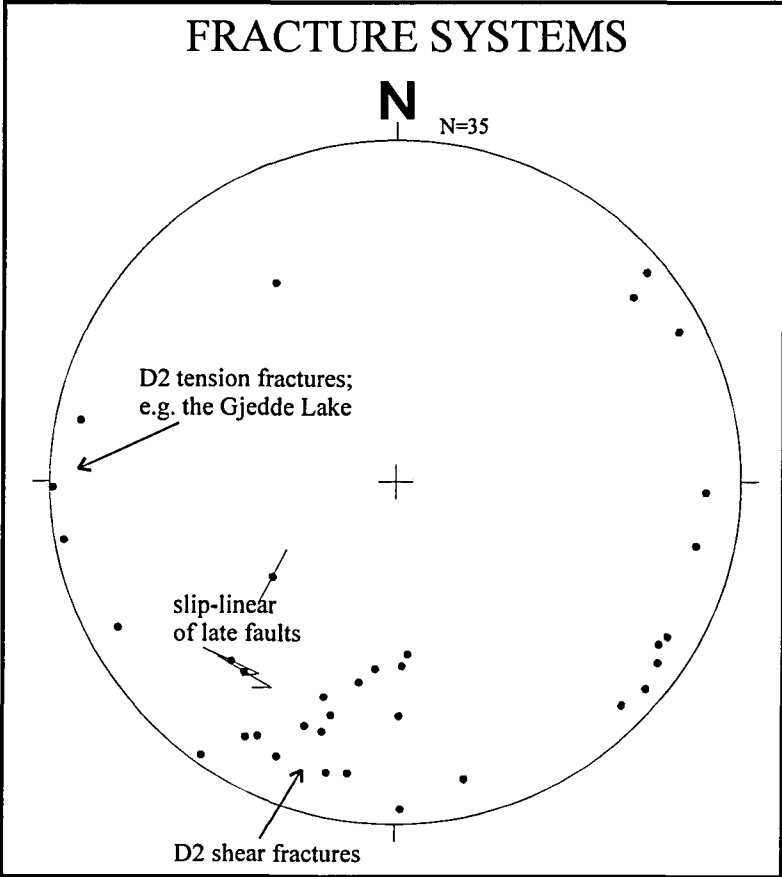 FRACTURE SYSTEMS
N
N=35
D2 tension fractures;
e.g. the Gjedde Lake
slip-linear
of late faults
D2 shear fractures